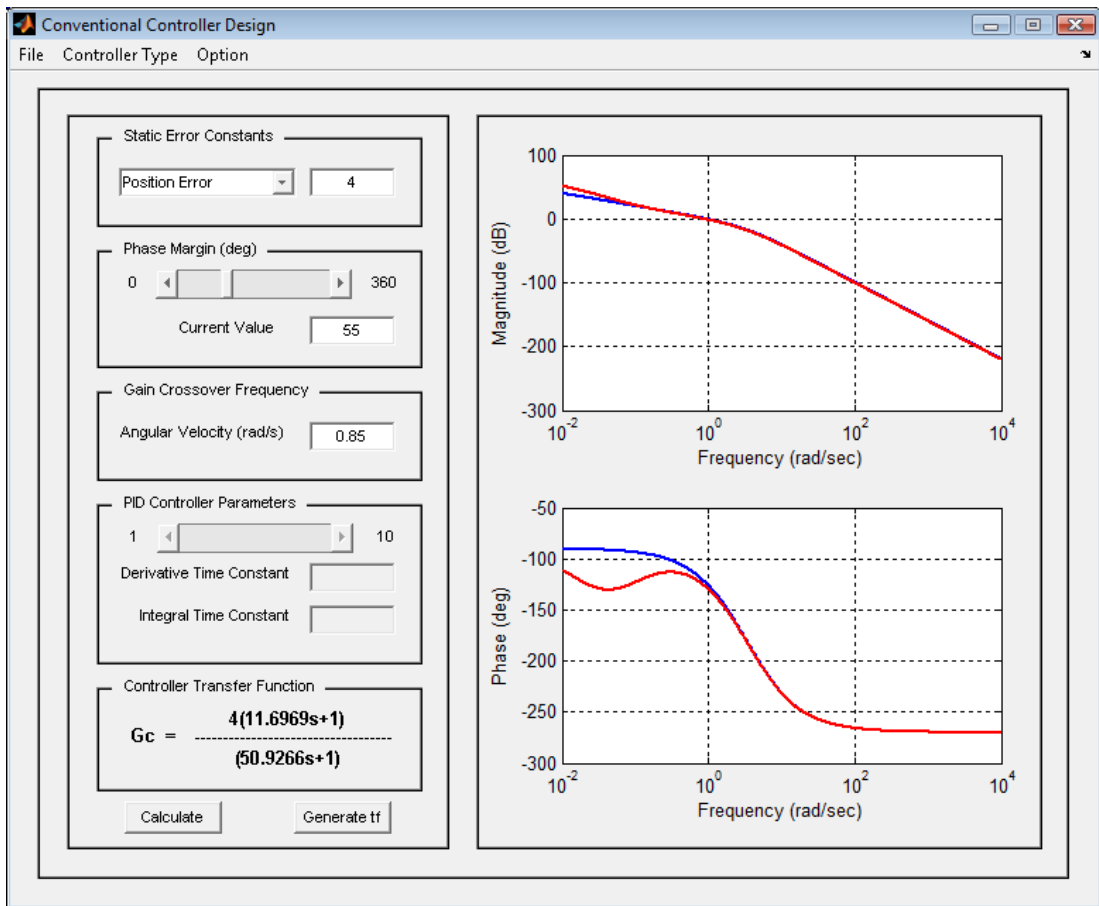 Conventional Controller Design
File Controller Type Option
Static Error Constants
Position Error 4
Phase Margin (deg)
0 360
Current Value 55
Gain Crossover Frequency
Angular Velocity (rad/s) 0.85
PID Controller Parameters
1 10
Derivative Time Constant
Integral Time Constant
Controller Transfer Function
4(11.6969s+1)
Gc = ----------------------------------
(50.9266s+1)
Calculate Generate tf
100
0
-100
-200
-300
Magnitude (dB)
10^-2 10^0 10^2 10^4
Frequency (rad/sec)
-50
-100
-150
-200
-250
-300
Phase (deg)
10^-2 10^0 10^2 10^4
Frequency (rad/sec)